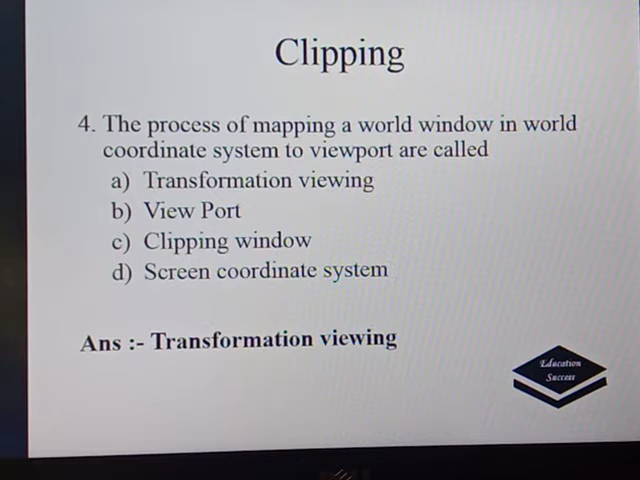 Clipping
4. The process of mapping a world window in world
coordinate system to viewport are called
a) Transformation viewing
b) View Port
c) Clipping window
d) Screen coordinate system
Ans :- Transformation viewing
Education
Success